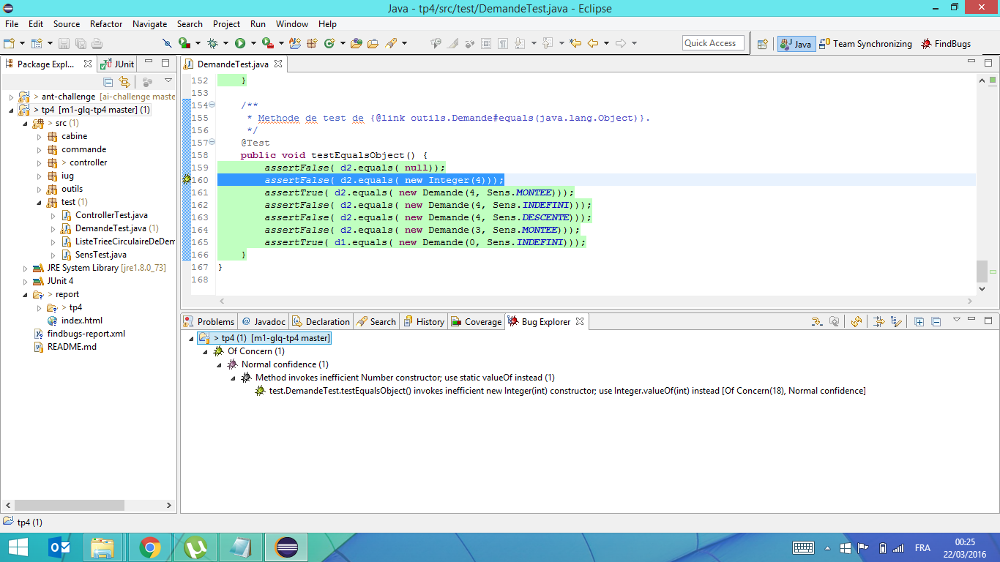 Java - tp4/src/test/DemandeTest.java - Eclipse
File Edit Source Refactor Navigate Search Project Run Window Help
Quick Access Java Team Synchronizing FindBugs
Package Expl... JUnit
> ant-challenge [ai-challenge maste
> tp4 [m1-glq-tp4 master] (1)
> src (1)
cabine
commande
> controller
iug
outils
test (1)
ControllerTest.java
DemandeTest.java (1)
ListeTrieeCirculaireDeDem
SensTest.java
JRE System Library [jre1.8.0_73]
JUnit 4
> report
> tp4
index.html
findbugs-report.xml
README.md
DemandeTest.java
152 }
153
154 /**
155 * Methode de test de {@link outils.Demande#equals(java.lang.Object)}.
156 */
157 @Test
158 public void testEqualsObject() {
159 assertFalse( d2.equals( null));
160 assertFalse( d2.equals( new Integer(4)));
161 assertTrue( d2.equals( new Demande(4, Sens.MONTEE)));
162 assertFalse( d2.equals( new Demande(4, Sens.INDEFINI)));
163 assertFalse( d2.equals( new Demande(4, Sens.DESCENTE)));
164 assertFalse( d2.equals( new Demande(3, Sens.MONTEE)));
165 assertTrue( d1.equals( new Demande(0, Sens.INDEFINI)));
166 }
167 }
168
Problems @ Javadoc Declaration Search History Coverage Bug Explorer
> tp4 (1) [m1-glq-tp4 master]
Of Concern (1)
Normal confidence (1)
Method invokes inefficient Number constructor; use static valueOf instead (1)
test.DemandeTest.testEqualsObject() invokes inefficient new Integer(int) constructor; use Integer.valueOf(int) instead [Of Concern(18), Normal confidence]
tp4 (1)
FRA
00:25
22/03/2016